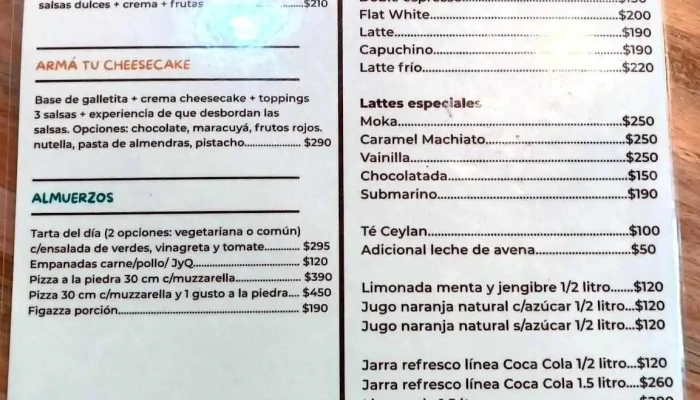 salsas dulces + crema + frutas ..................$210
ARMÁ TU CHEESECAKE
Base de galletita + crema cheesecake + toppings
3 salsas + experiencia de que desbordan las
salsas. Opciones: chocolate, maracuyá, frutos rojos.
nutella, pasta de almendras, pistacho.................. $290
ALMUERZOS
Tarta del día (2 opciones: vegetariana o común)
c/ensalada de verdes, vinagreta y tomate........... $295
Empanadas carne/pollo/ JyQ.................................. $120
Pizza a la piedra 30 cm c/muzzarella..................... $390
Pizza 30 cm c/muzzarella y 1 gusto a la piedra.... $450
Figazza porción....................................................... $190
Flat White...............................................$200
Latte.......................................................$190
Capuchino.............................................$190
Latte frío................................................$220
Lattes especiales
Moka.......................................................$250
Caramel Machiato................................$250
Vainilla....................................................$250
Chocolatada..........................................$150
Submarino.............................................$190
Té Ceylan................................................$100
Adicional leche de avena.....................$50
Limonada menta y jengibre 1/2 litro.......$120
Jugo naranja natural c/azúcar 1/2 litro...$120
Jugo naranja natural s/azúcar 1/2 litro...$120
Jarra refresco línea Coca Cola 1/2 litro...$120
Jarra refresco línea Coca Cola 1.5 litro....$260